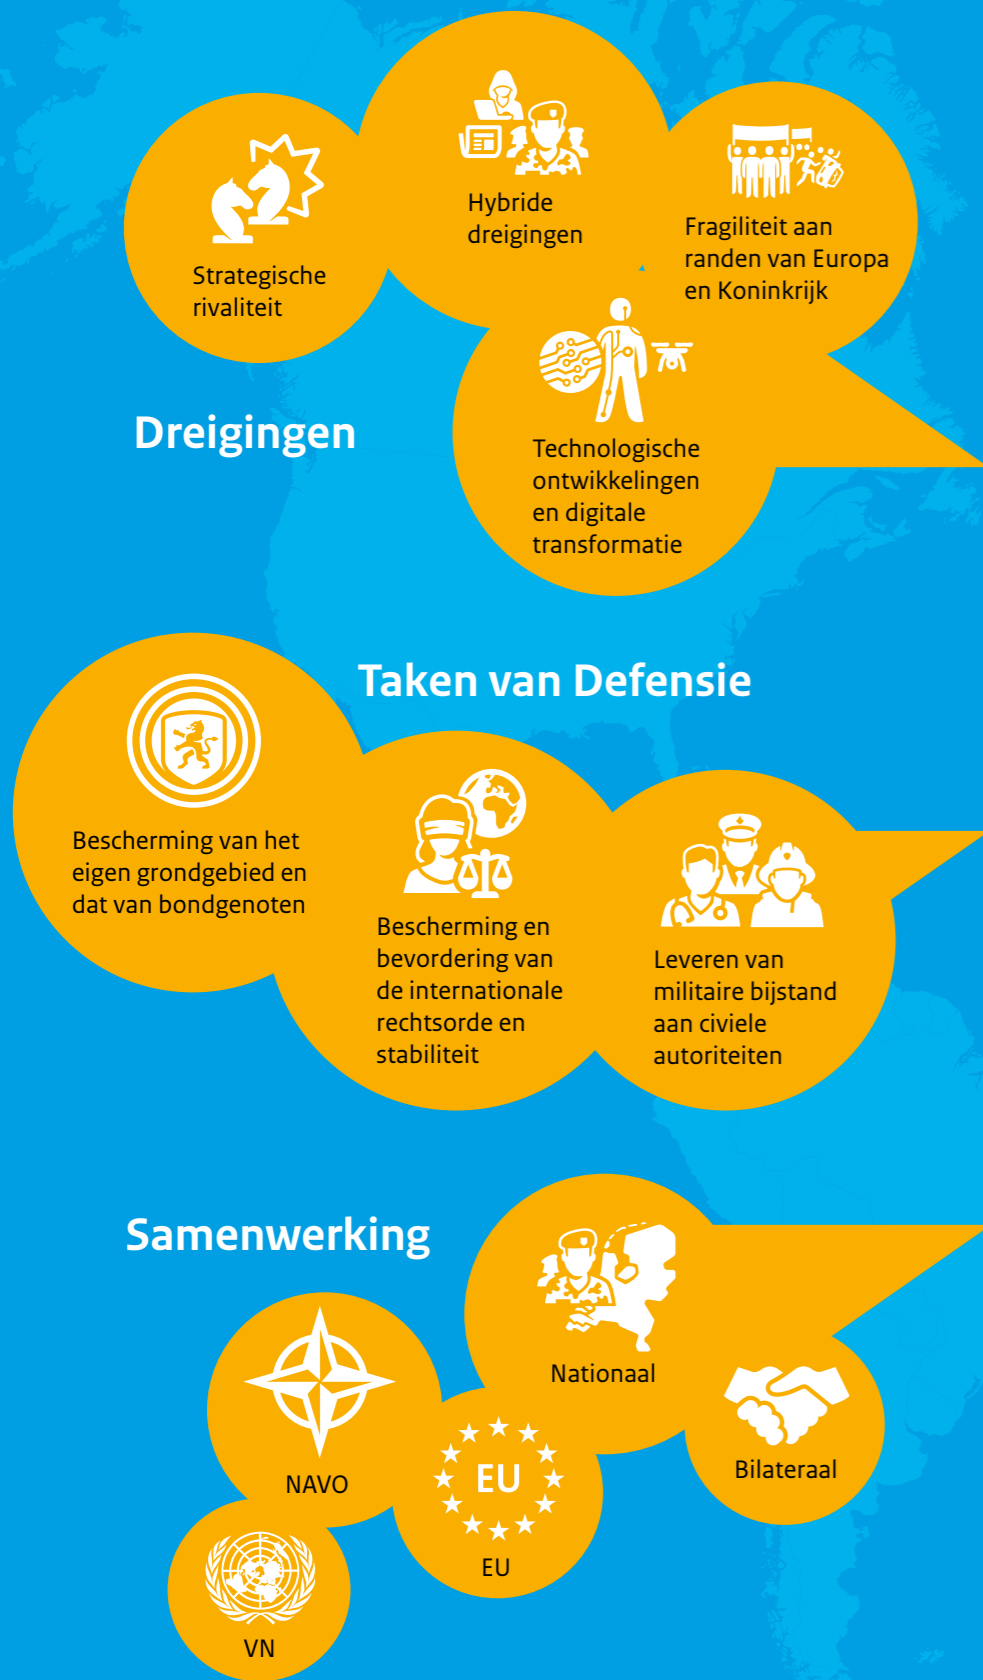 Strategische
rivaliteit
Hybride
dreigingen
Fragiliteit aan
randen van Europa
en Koninkrijk
Dreigingen
Technologische
ontwikkelingen
en digitale
transformatie
Taken van Defensie
Bescherming van het
eigen grondgebied en
dat van bondgenoten
Bescherming en
bevordering van
de internationale
rechtsorde en
stabiliteit
Leveren van
militaire bijstand
aan civiele
autoriteiten
Samenwerking
Nationaal
Bilateraal
NAVO
EU
EU
VN